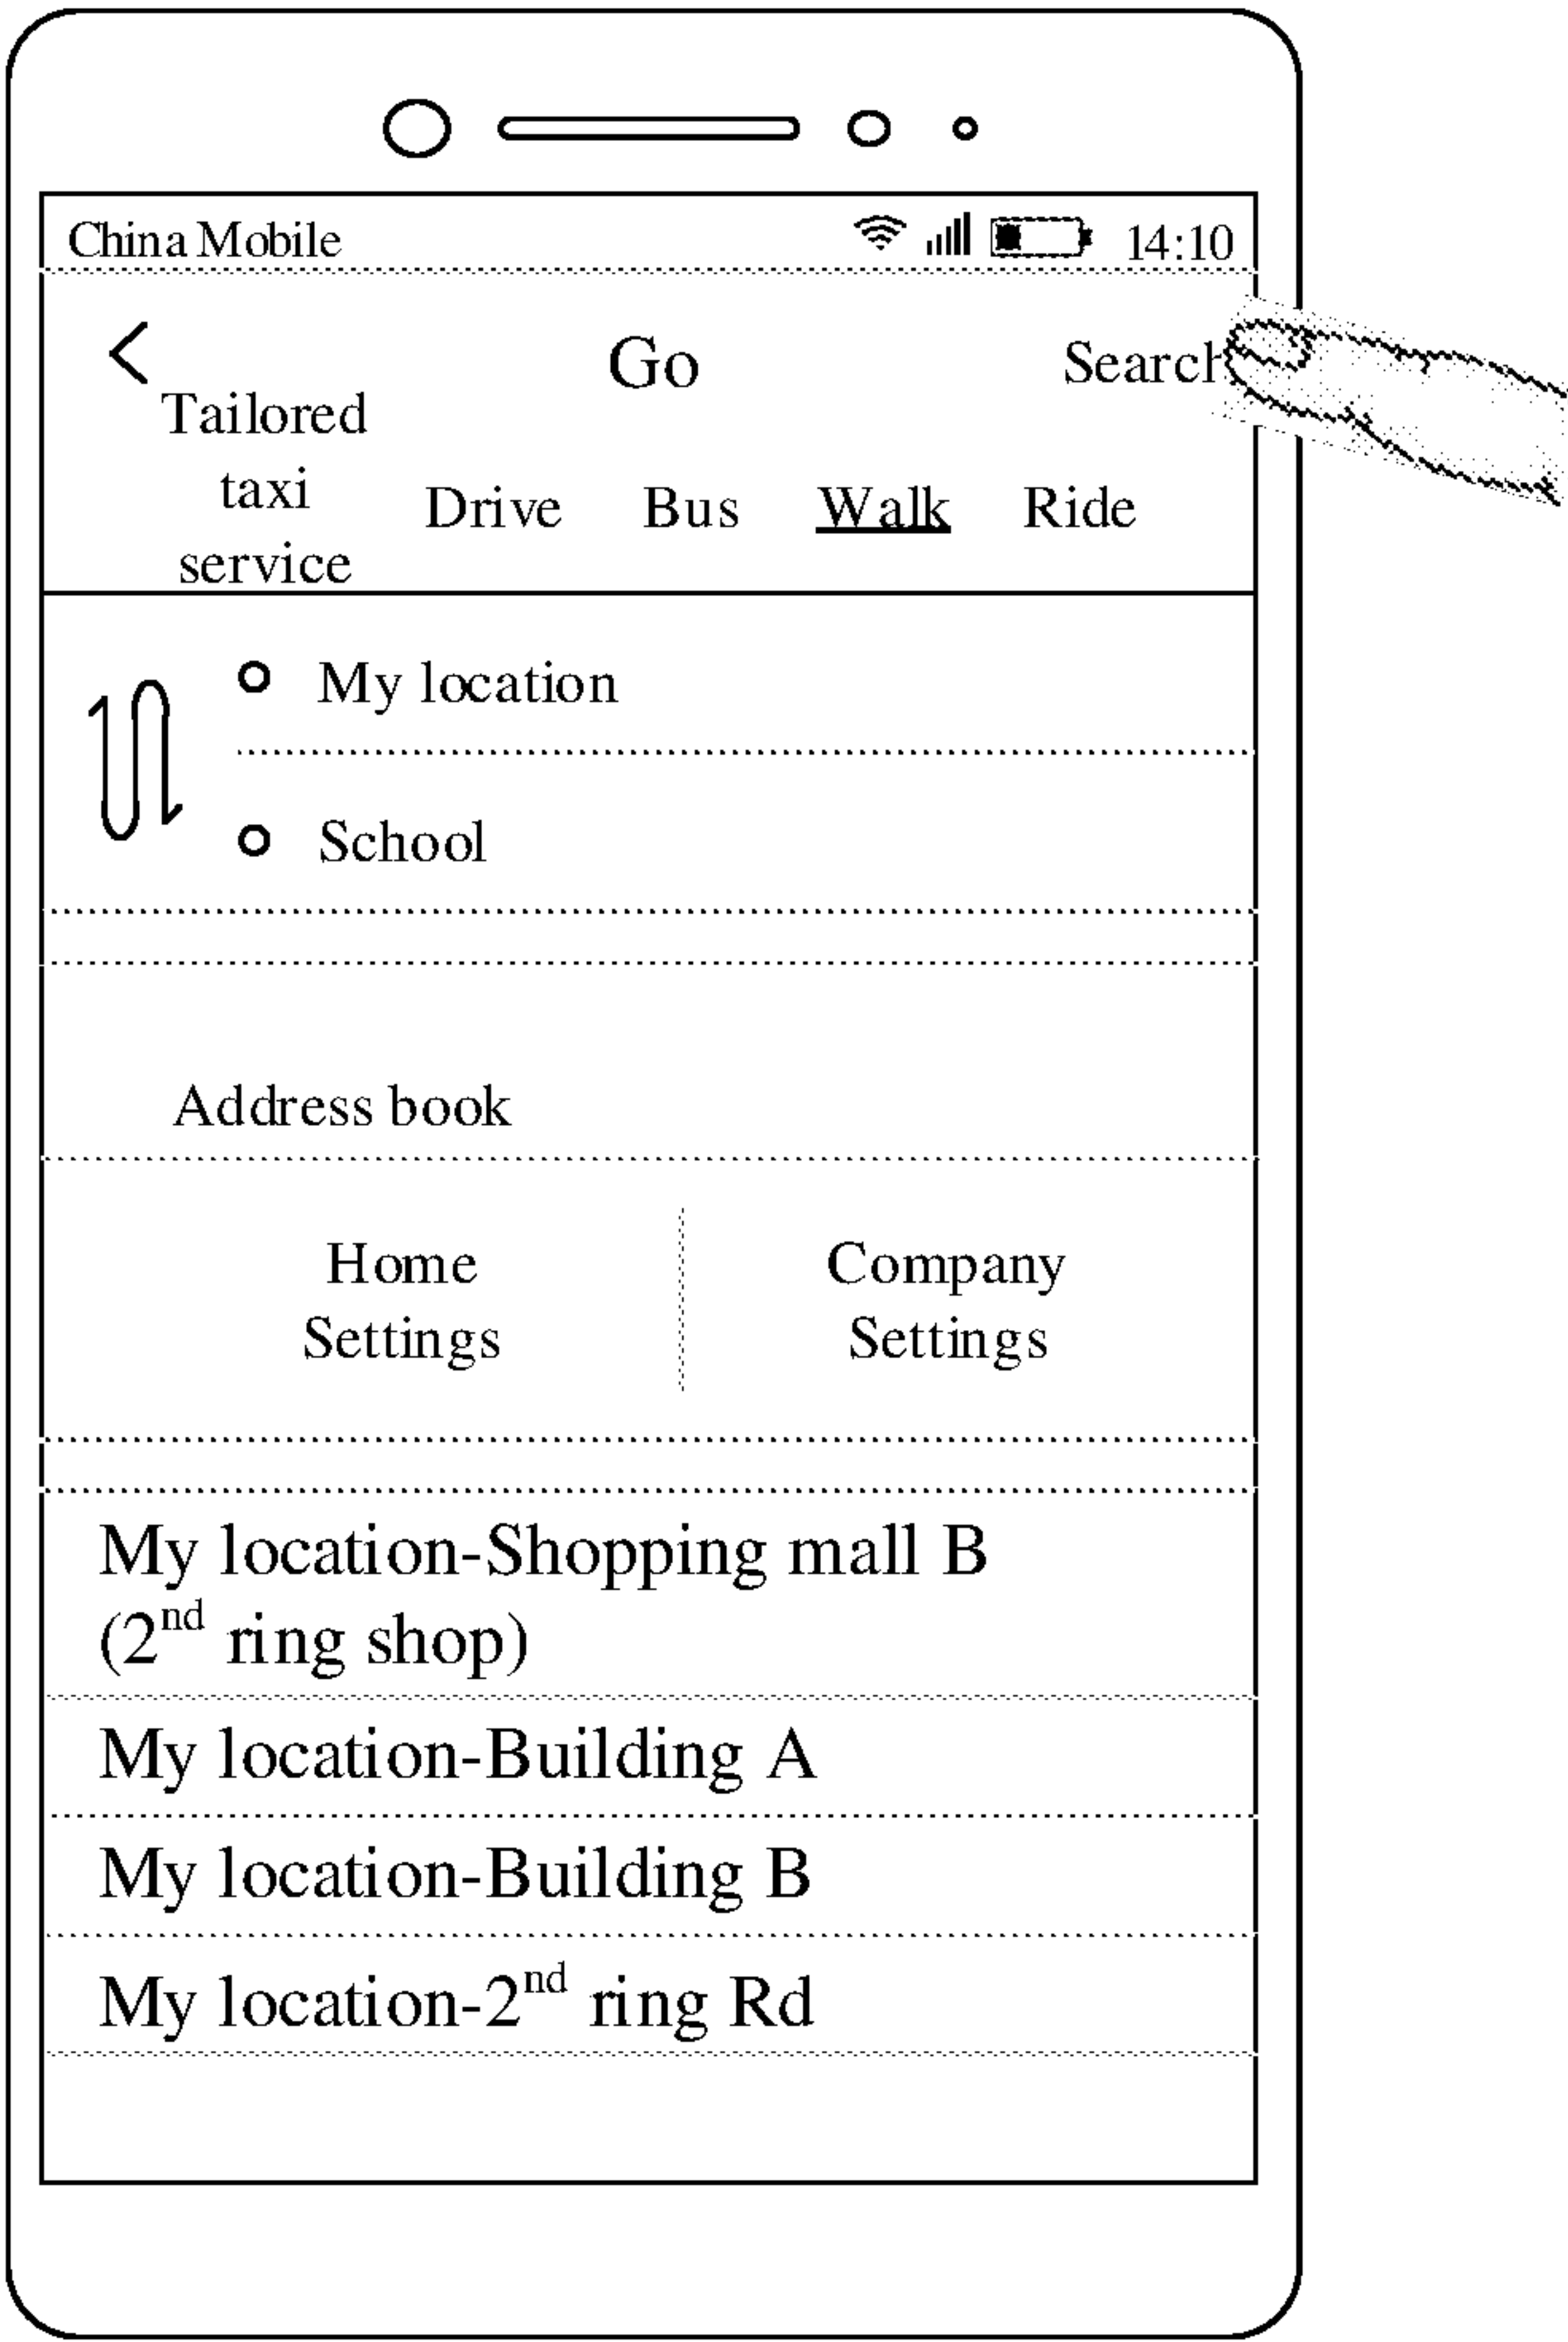 China Mobile 14:10
Go Search
Tailored
taxi
service
Drive Bus Walk Ride
My location
School
Address book
Home
Settings
Company
Settings
My location-Shopping mall B
(2nd ring shop)
My location-Building A
My location-Building B
My location-2nd ring Rd